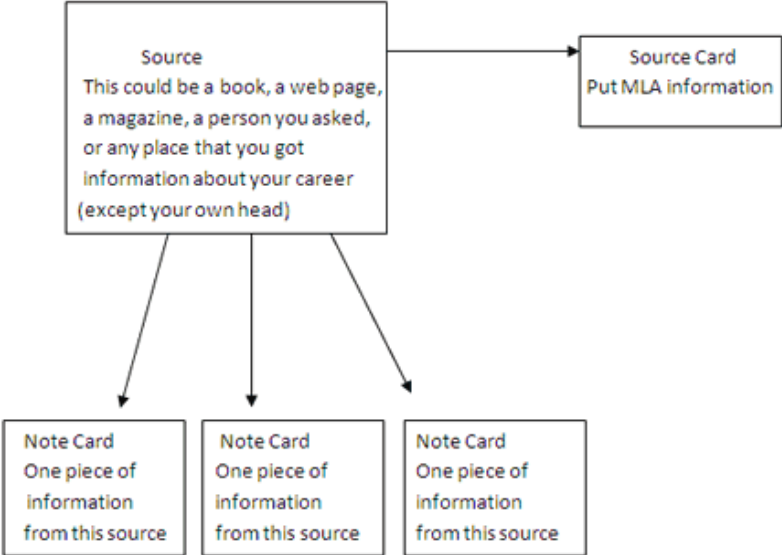 Source
This could be a book, a web page,
a magazine, a person you asked,
or any place that you got
information about your career
(except your own head)
Source Card
Put MLA information
Note Card
One piece of
information
from this source
Note Card
One piece of
information
from this source
Note Card
One piece of
information
from this source